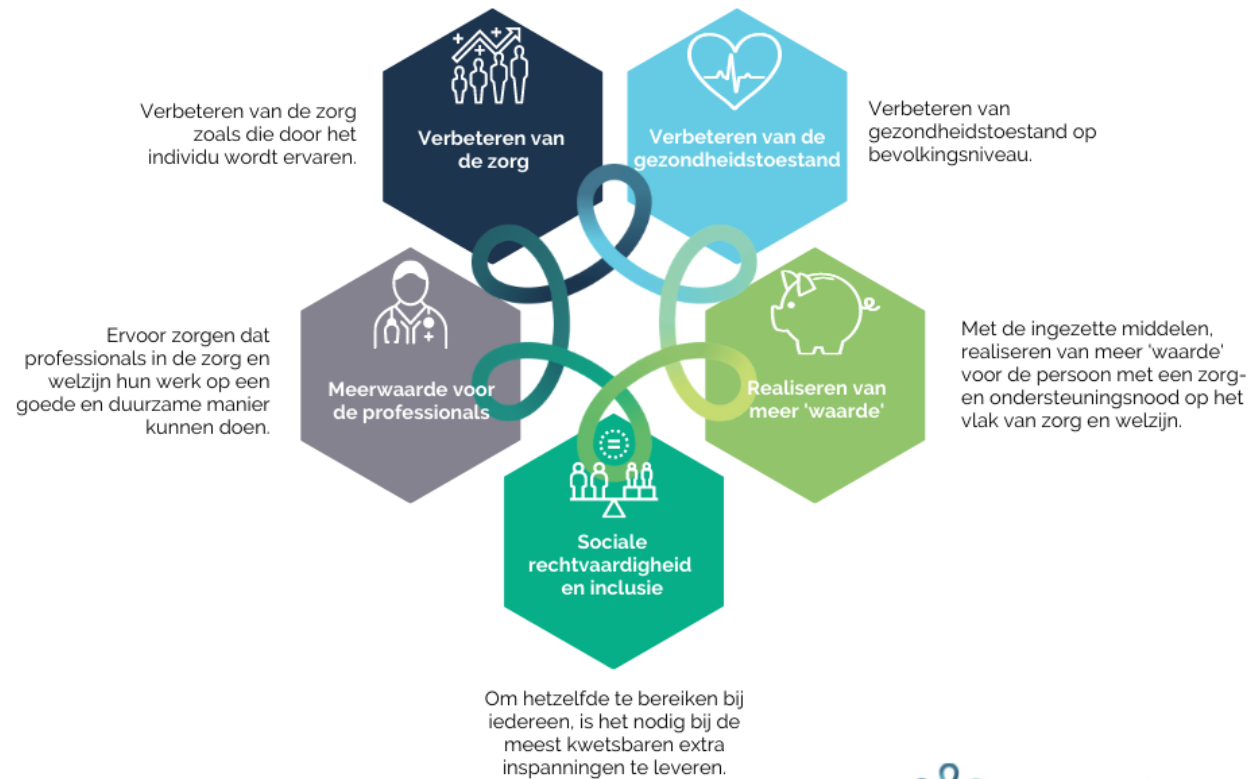 Verbeteren van de zorg
zoals die door het
individu wordt ervaren.
Verbeteren van
de zorg
Verbeteren van de
gezondheidstoestand
Verbeteren van
gezondheidstoestand op
bevolkingsniveau.
Ervoor zorgen dat
professionals in de zorg en
welzijn hun werk op een
goede en duurzame manier
kunnen doen.
Meerwaarde voor
de professionals
Realiseren van
meer 'waarde'
Met de ingezette middelen,
realiseren van meer 'waarde'
voor de persoon met een zorg-
en ondersteuningsnood op het
vlak van zorg en welzijn.
=
Sociale
rechtvaardigheid
en inclusie
Om hetzelfde te bereiken bij
iedereen, is het nodig bij de
meest kwetsbaren extra
inspanningen te leveren.